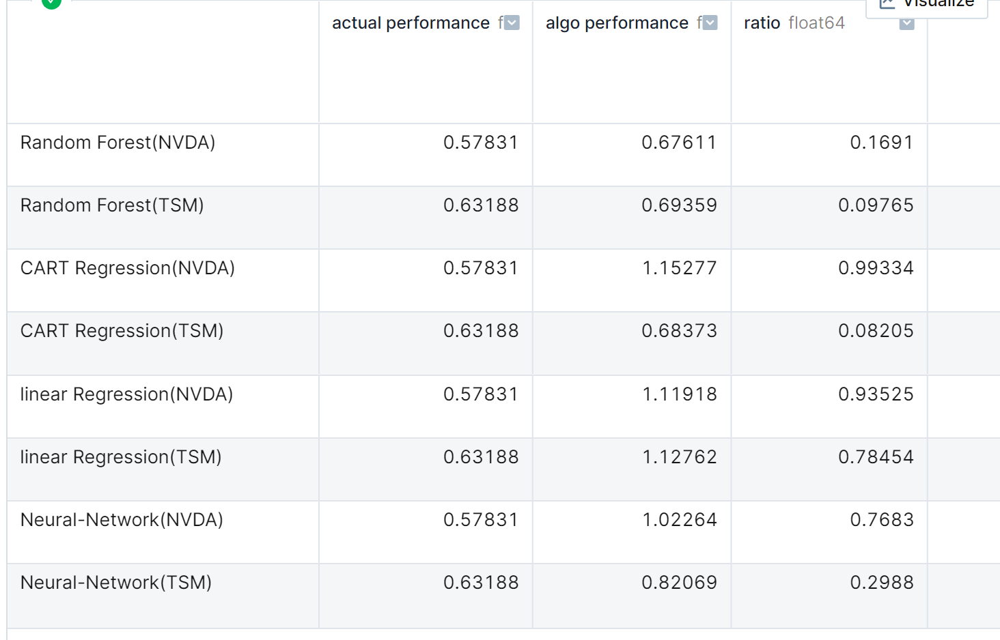 Visualize
actual performance f algo performance f ratio float64
Random Forest(NVDA) 0.57831 0.67611 0.1691
Random Forest(TSM) 0.63188 0.69359 0.09765
CART Regression(NVDA) 0.57831 1.15277 0.99334
CART Regression(TSM) 0.63188 0.68373 0.08205
linear Regression(NVDA) 0.57831 1.11918 0.93525
linear Regression(TSM) 0.63188 1.12762 0.78454
Neural-Network(NVDA) 0.57831 1.02264 0.7683
Neural-Network(TSM) 0.63188 0.82069 0.2988